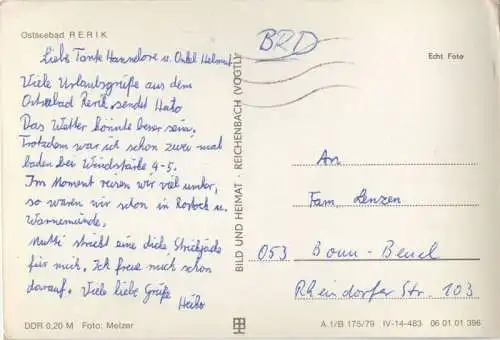 Ostseebad RERIK
Liebe Tante Hannelore u. Onkel Helmut
Viele Urlaubsgrüße aus dem
Ostseebad Rerik sendet Heiko
Das Wetter könnte besser sein.
Trotzdem war ich schon zwei mal
baden bei Windstärke 4-5.
Im Moment reisen wir viel umher,
so waren wir schon in Rostock u.
Warnemünde.
Mutti strickt eine dicke Strickjacke
für mich. Ich freue mich schon
darauf. Viele liebe Grüße
Heiko
DDR 0,20 M Foto: Melzer
BILD UND HEIMAT · REICHENBACH (VOGTL)
BRD
Echt Foto
An
Fam. Lenzen
053 Bonn-Beuel
Rheindorfer Str. 103
A 1/B 175/79 IV-14-483 06 01 01 396